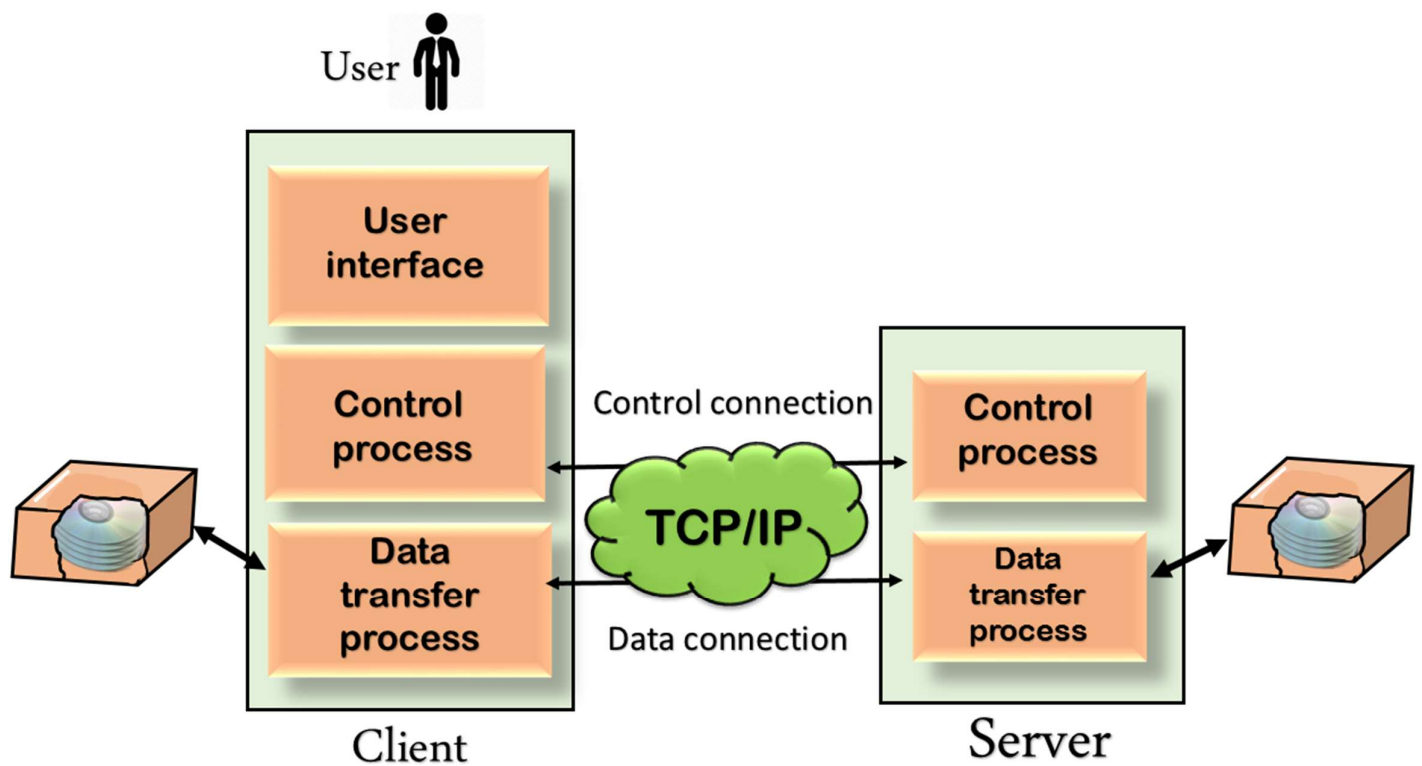 User
User
interface
Control
process
Data
transfer
process
Client
Control connection
TCP/IP
Data connection
Control
process
Data
transfer
process
Server